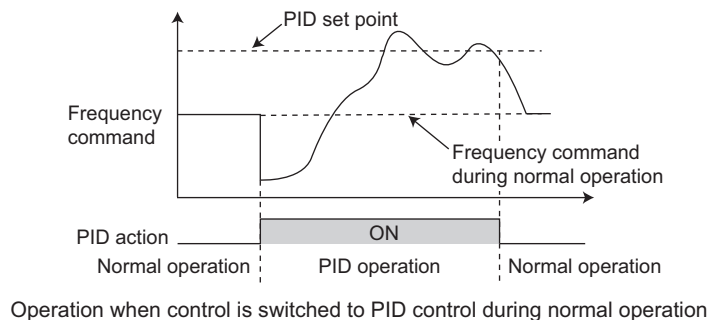 PID set point
Frequency
command
Frequency command
during normal operation
PID action
ON
Normal operation
PID operation
Normal operation
Operation when control is switched to PID control during normal operation